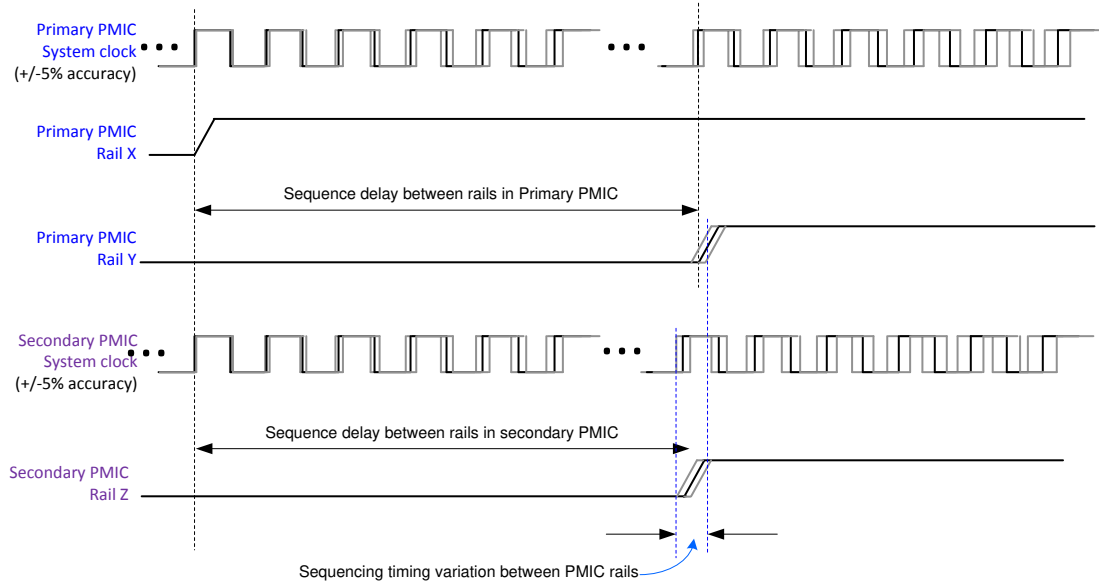 Primary PMIC
System clock
(+/-5% accuracy)
Primary PMIC
Rail X
Sequence delay between rails in Primary PMIC
Primary PMIC
Rail Y
Secondary PMIC
System clock
(+/-5% accuracy)
Sequence delay between rails in secondary PMIC
Secondary PMIC
Rail Z
Sequencing timing variation between PMIC rails